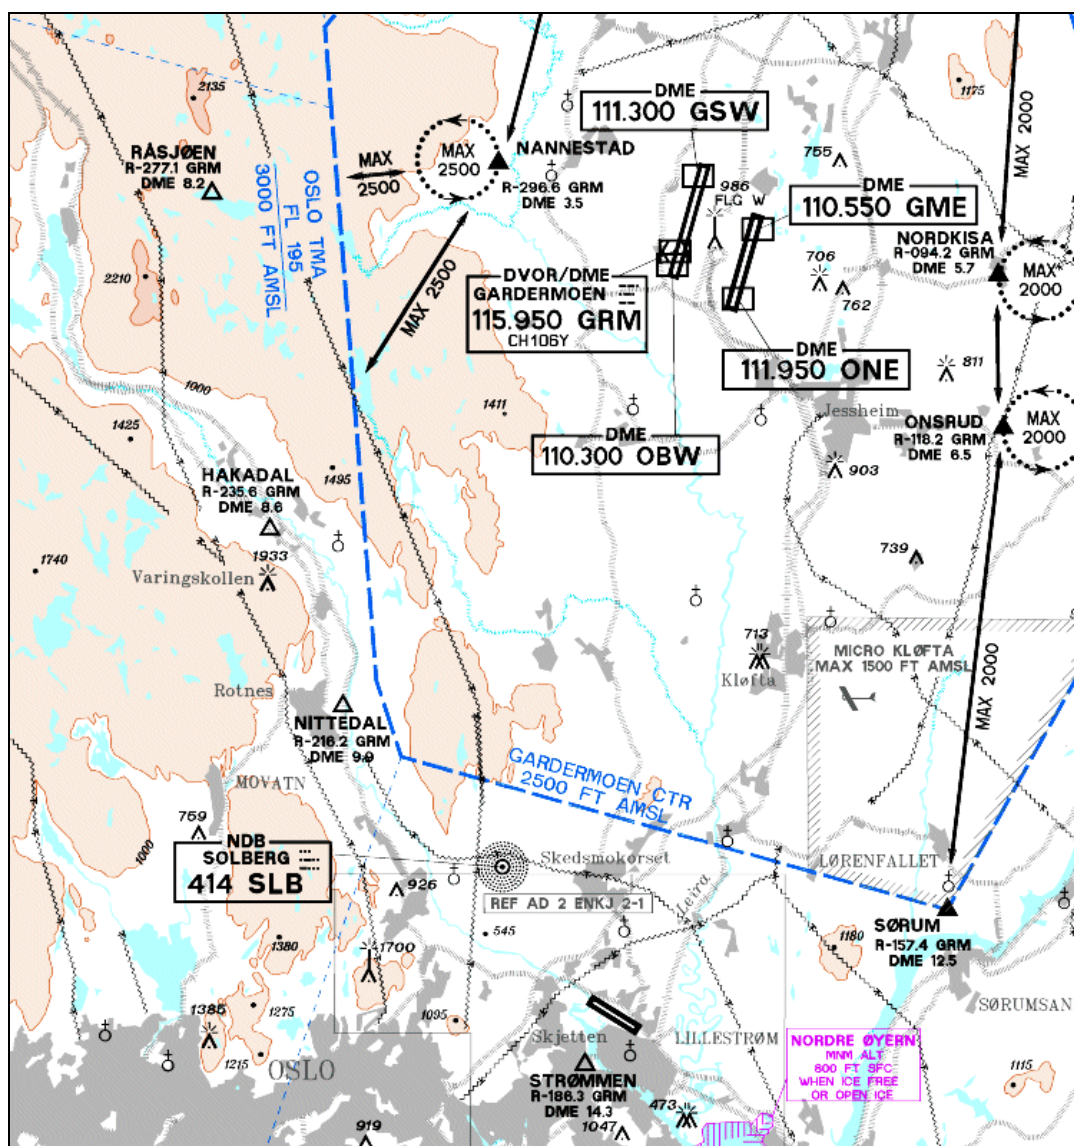 2135
RÅSJØEN
R-277.1 GRM
DME 8.2
OSLO TMA
FL 195
3000 FT AMSL
MAX
2500
MAX
2500
NANNESTAD
R-296.6 GRM
DME 3.5
DME
111.300 GSW
1175
MAX 2000
755
986
FLG W
DME
110.550 GME
NORDKISA
R-094.2 GRM
DME 5.7
MAX
2000
706
762
2210
MAX 2500
DVOR/DME
GARDERMOEN
115.950 GRM
CH106Y
DME
111.950 ONE
811
1000
1425
1411
Jessheim
ONSRUD
R-118.2 GRM
DME 6.5
MAX
2000
DME
110.300 OBW
903
HAKADAL
R-235.6 GRM
DME 8.6
1495
1933
Varingskollen
1740
739
713
Kløfta
MICRO KLØFTA
MAX 1500 FT AMSL
MAX 2000
Rotnes
NITTEDAL
R-216.2 GRM
DME 9.9
GARDERMOEN CTR
2500 FT AMSL
MOVATN
759
1000
NDB
SOLBERG
414 SLB
Skedsmokorset
LØRENFALLET
926
REF AD 2 ENKJ 2-1
Leira
545
1380
1700
SØRUM
R-157.4 GRM
DME 12.5
1180
SØRUMSAN
1385
1275
1215
OSLO
1095
Skjetten
LILLESTRØM
STRØMMEN
R-186.3 GRM
DME 14.3
NORDRE ØYERN
MNM ALT
800 FT SFC
WHEN ICE FREE
OR OPEN ICE
1115
473
1047
919